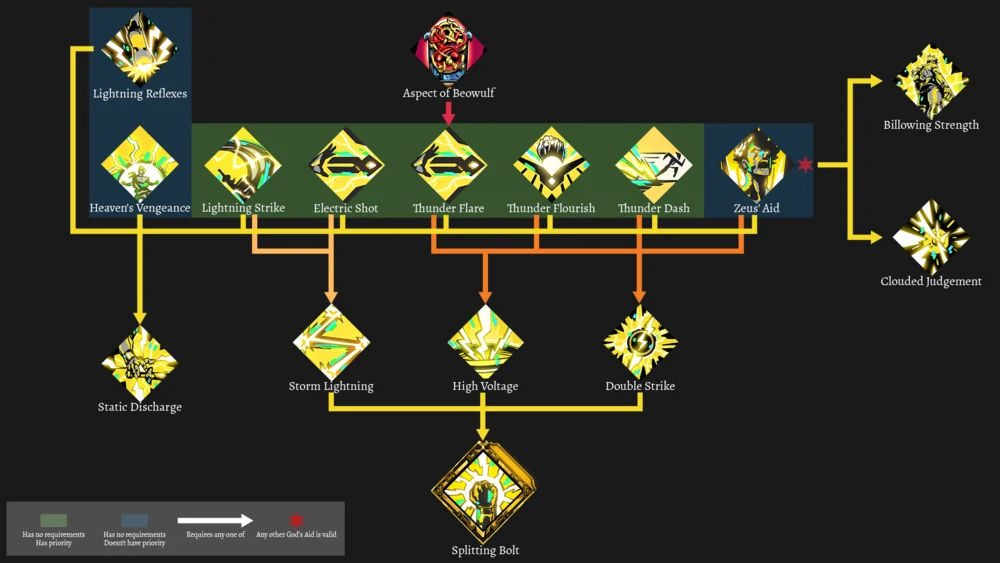 Lightning Reflexes
Aspect of Beowulf
Billowing Strength
Heaven's Vengeance
Lightning Strike
Electric Shot
Thunder Flare
Thunder Flourish
Thunder Dash
Zeus' Aid
Clouded Judgement
Storm Lightning
High Voltage
Double Strike
Static Discharge
Splitting Bolt
Has no requirements
Has priority
Has no requirements
Doesn't have priority
Requires any one of
Any other God's Aid is valid